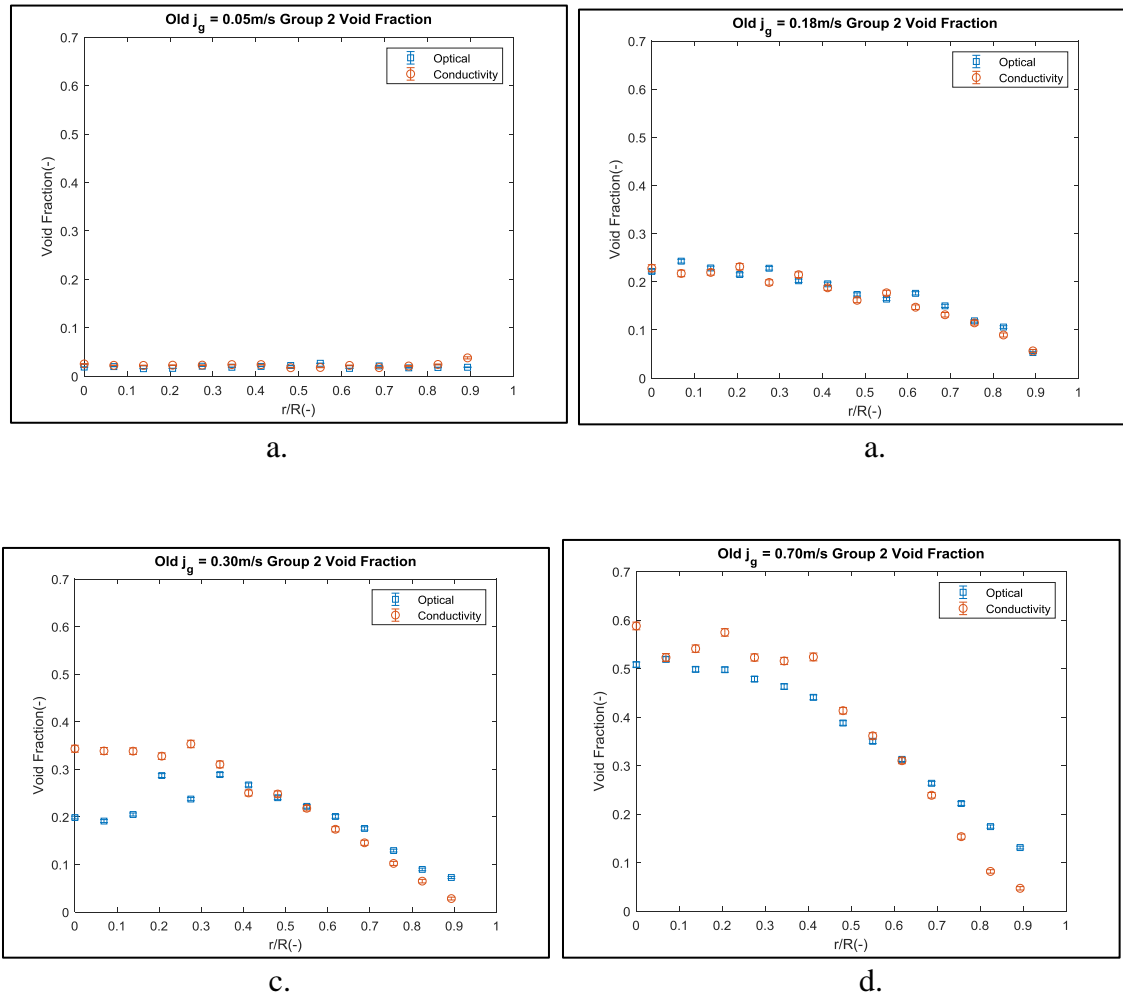 Old jg = 0.05m/s Group 2 Void Fraction
0.7
0.6
0.5
0.4
0.3
0.2
0.1
0
Void Fraction(-)
Optical
Conductivity
0 0.1 0.2 0.3 0.4 0.5 0.6 0.7 0.8 0.9 1
r/R(-)
a.
Old jg = 0.18m/s Group 2 Void Fraction
0.7
0.6
0.5
0.4
0.3
0.2
0.1
0
Void Fraction(-)
Optical
Conductivity
0 0.1 0.2 0.3 0.4 0.5 0.6 0.7 0.8 0.9 1
r/R(-)
a.
Old jg = 0.30m/s Group 2 Void Fraction
0.7
0.6
0.5
0.4
0.3
0.2
0.1
0
Void Fraction(-)
Optical
Conductivity
0 0.1 0.2 0.3 0.4 0.5 0.6 0.7 0.8 0.9 1
r/R(-)
c.
Old jg = 0.70m/s Group 2 Void Fraction
0.7
0.6
0.5
0.4
0.3
0.2
0.1
0
Void Fraction(-)
Optical
Conductivity
0 0.1 0.2 0.3 0.4 0.5 0.6 0.7 0.8 0.9 1
r/R(-)
d.